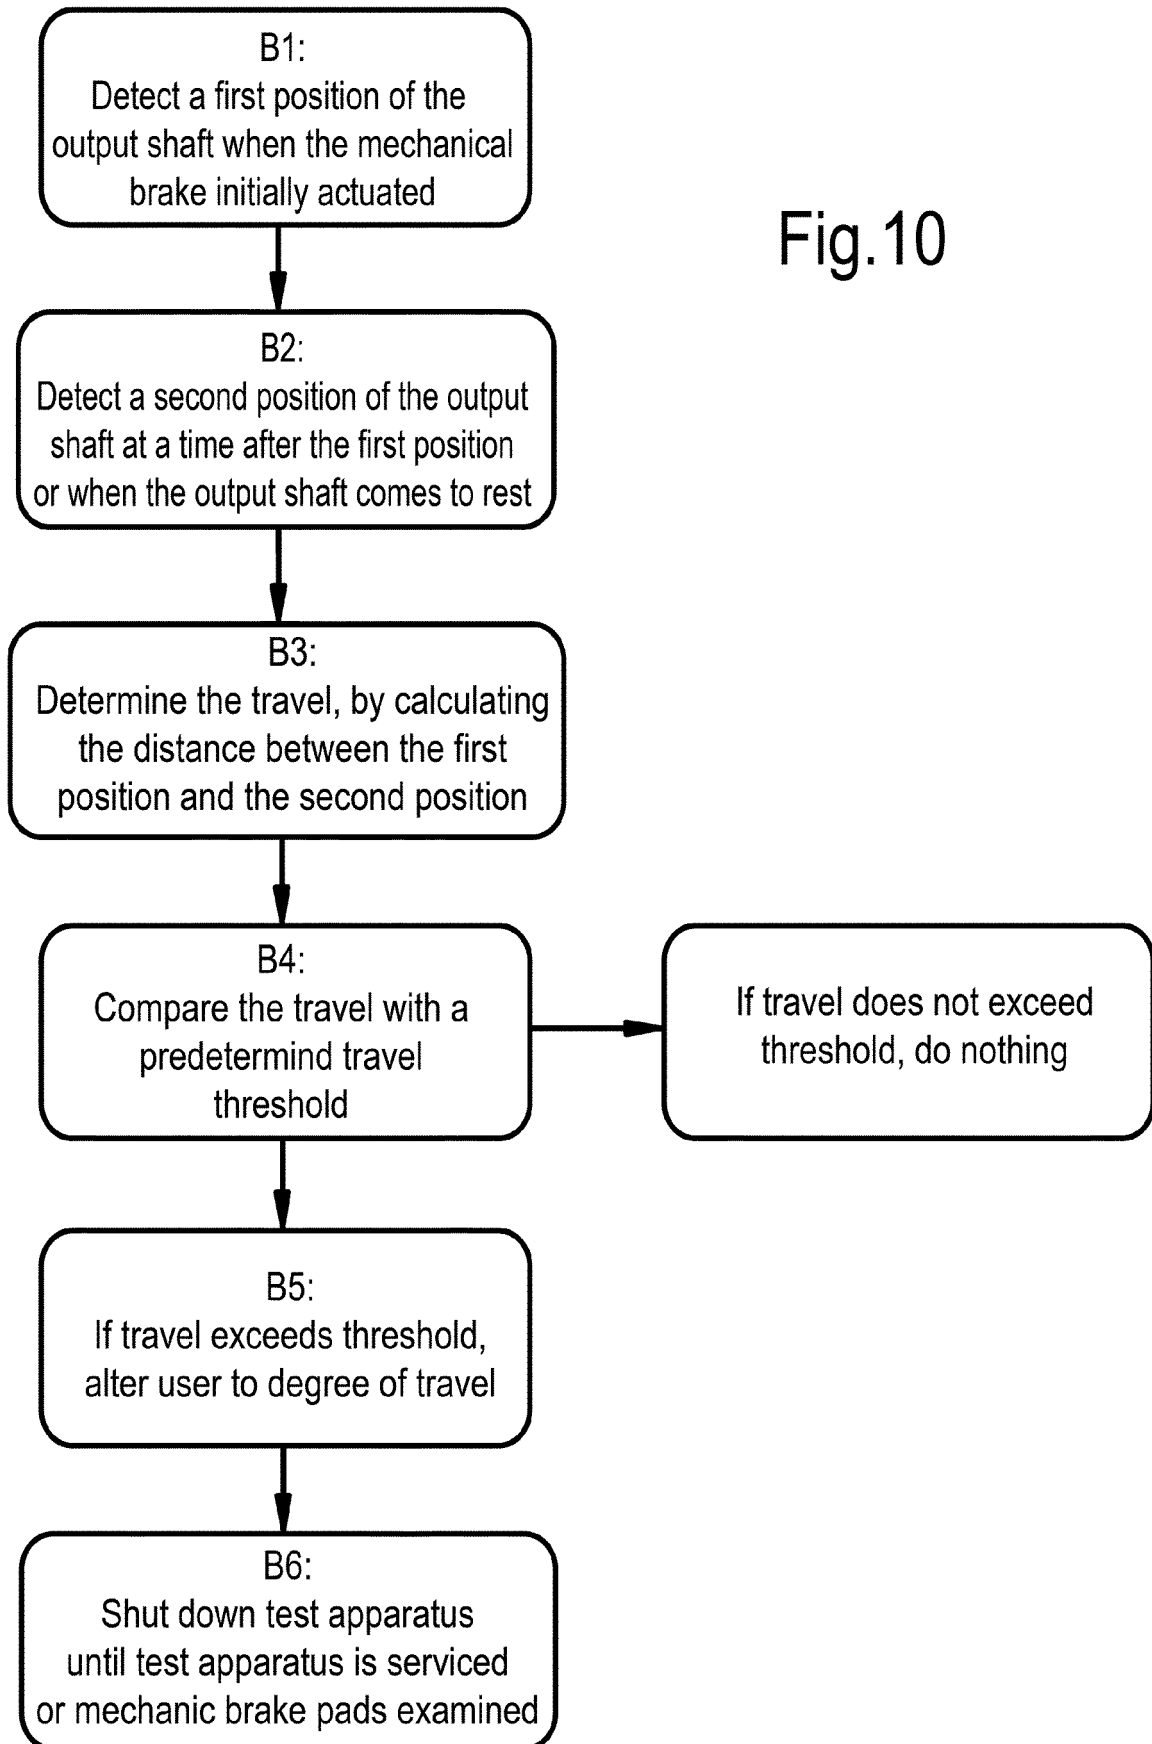 B1:
Detect a first position of the
output shaft when the mechanical
brake initially actuated
Fig.10
B2:
Detect a second position of the output
shaft at a time after the first position
or when the output shaft comes to rest
B3:
Determine the travel, by calculating
the distance between the first
position and the second position
B4:
Compare the travel with a
predetermind travel
threshold
If travel does not exceed
threshold, do nothing
B5:
If travel exceeds threshold,
alter user to degree of travel
B6:
Shut down test apparatus
until test apparatus is serviced
or mechanic brake pads examined